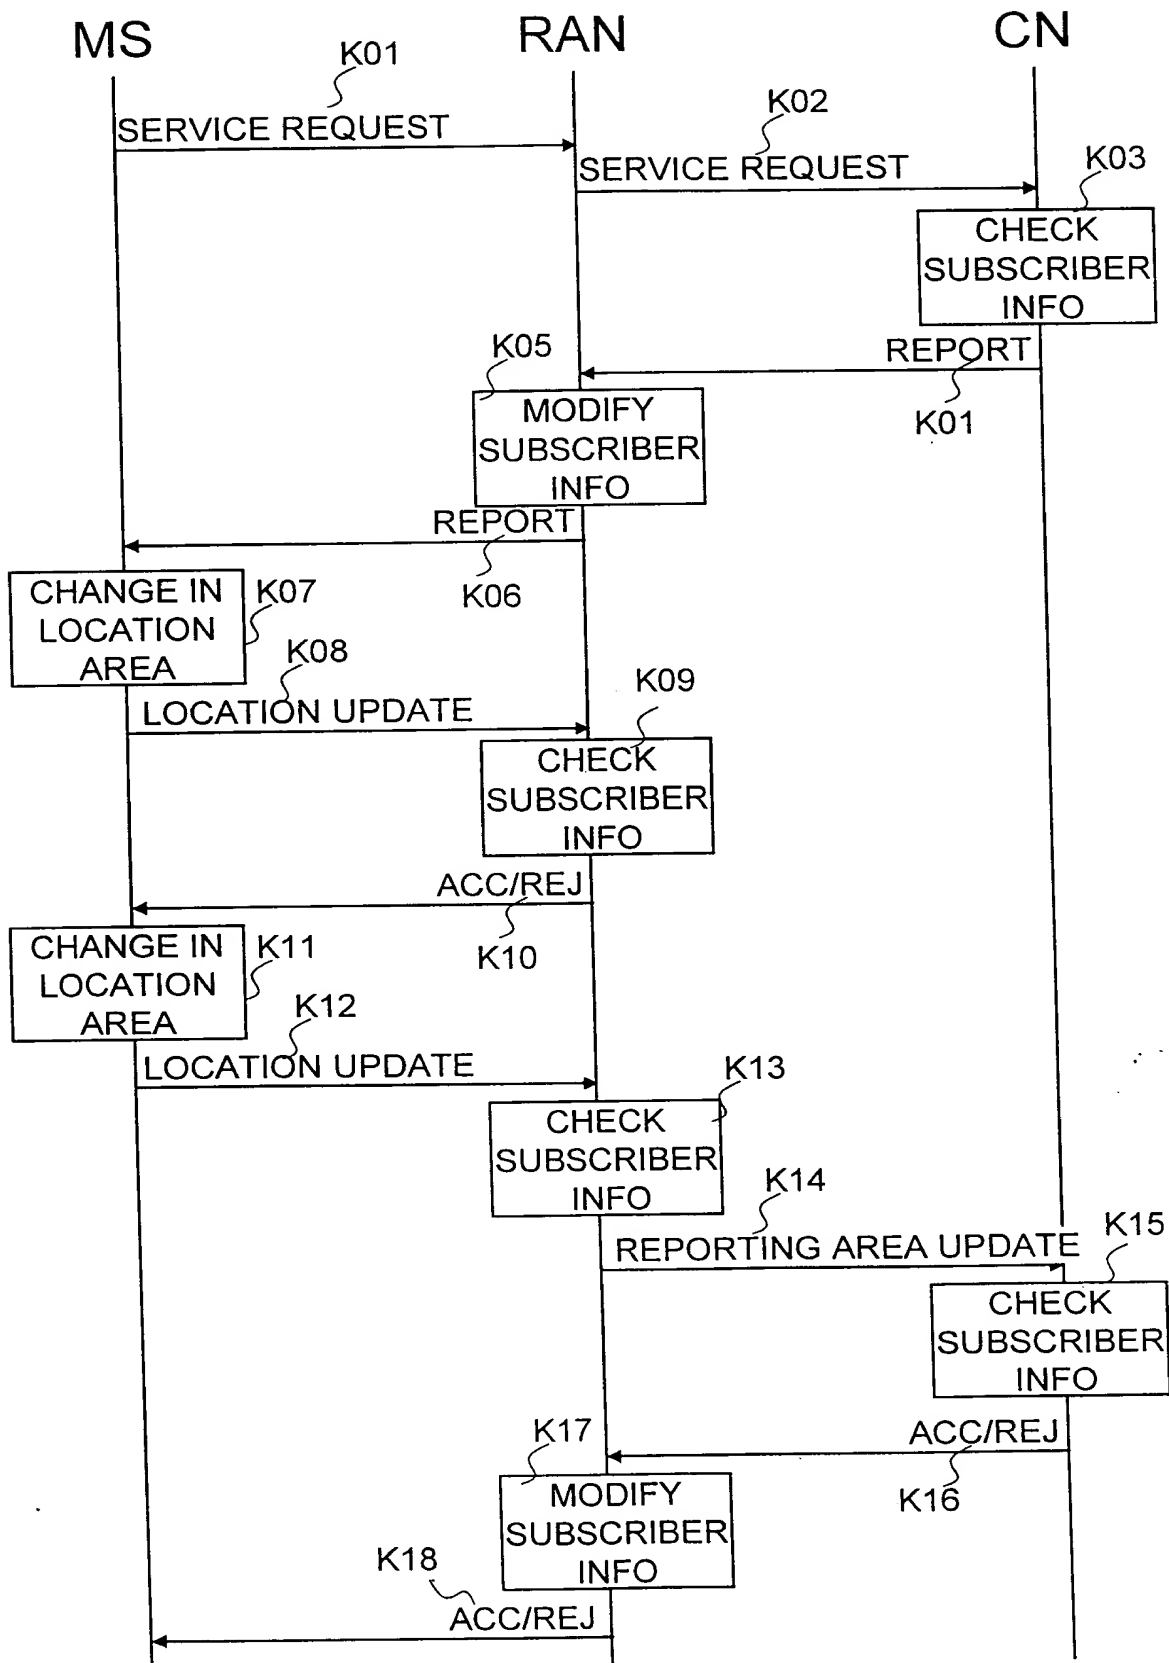 MS RAN CN
K01
SERVICE REQUEST
K02
SERVICE REQUEST
K03
CHECK
SUBSCRIBER
INFO
REPORT
K01
K05
MODIFY
SUBSCRIBER
INFO
REPORT
K06
CHANGE IN
LOCATION
AREA
K07
K08
LOCATION UPDATE
K09
CHECK
SUBSCRIBER
INFO
ACC/REJ
K10
CHANGE IN
LOCATION
AREA
K11
K12
LOCATION UPDATE
K13
CHECK
SUBSCRIBER
INFO
K14
REPORTING AREA UPDATE
K15
CHECK
SUBSCRIBER
INFO
ACC/REJ
K16
K17
MODIFY
SUBSCRIBER
INFO
K18
ACC/REJ